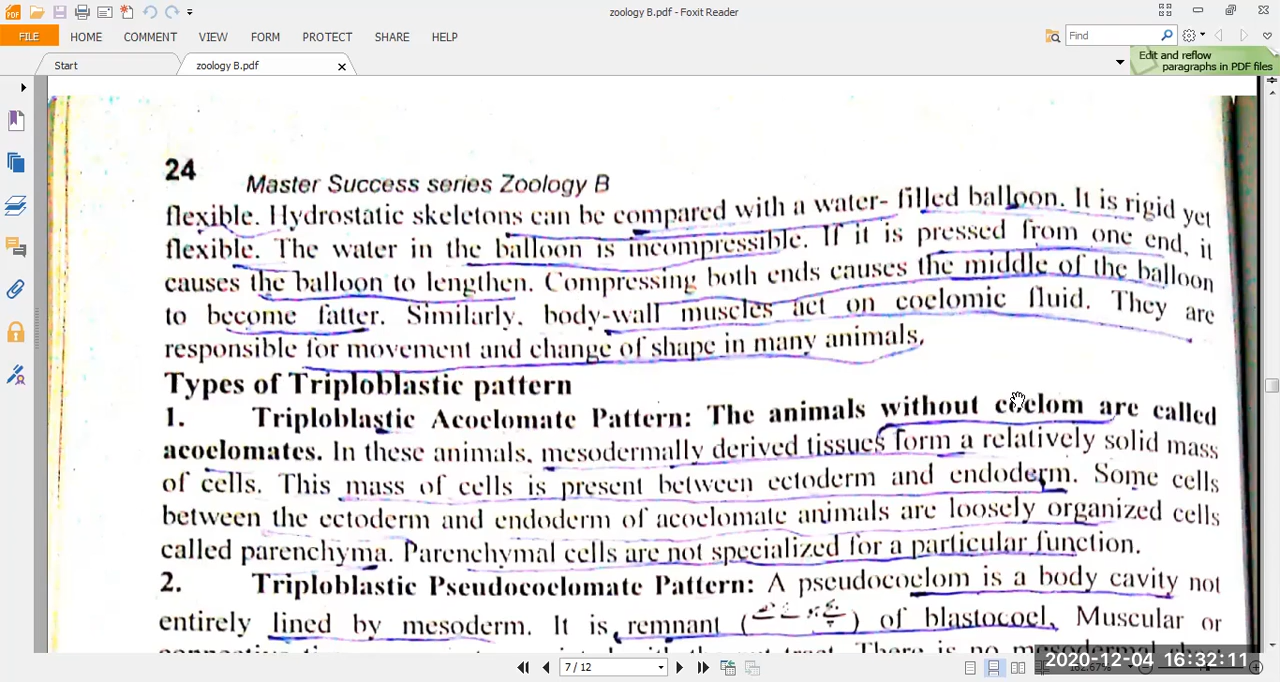 zoology B.pdf - Foxit Reader
FILE HOME COMMENT VIEW FORM PROTECT SHARE HELP
Find
Start
zoology B.pdf
Edit and reflow
paragraphs in PDF files
24
Master Success series Zoology B
flexible. Hydrostatic skeletons can be compared with a water- filled balloon. It is rigid yet
flexible. The water in the balloon is incompressible. If it is pressed from one end, it
causes the balloon to lengthen. Compressing both ends causes the middle of the balloon
to become fatter. Similarly, body-wall muscles act on coelomic fluid. They are
responsible for movement and change of shape in many animals.
Types of Triploblastic pattern
1. Triploblastic Acoelomate Pattern: The animals without coelom are called
acoelomates. In these animals, mesodermally derived tissues form a relatively solid mass
of cells. This mass of cells is present between ectoderm and endoderm. Some cells
between the ectoderm and endoderm of acoelomate animals are loosely organized cells
called parenchyma. Parenchymal cells are not specialized for a particular function.
2. Triploblastic Pseudocoelomate Pattern: A pseudocoelom is a body cavity not
entirely lined by mesoderm. It is remnant ( ) of blastocoel, Muscular or
7 / 12
2020-12-04 16:32:11